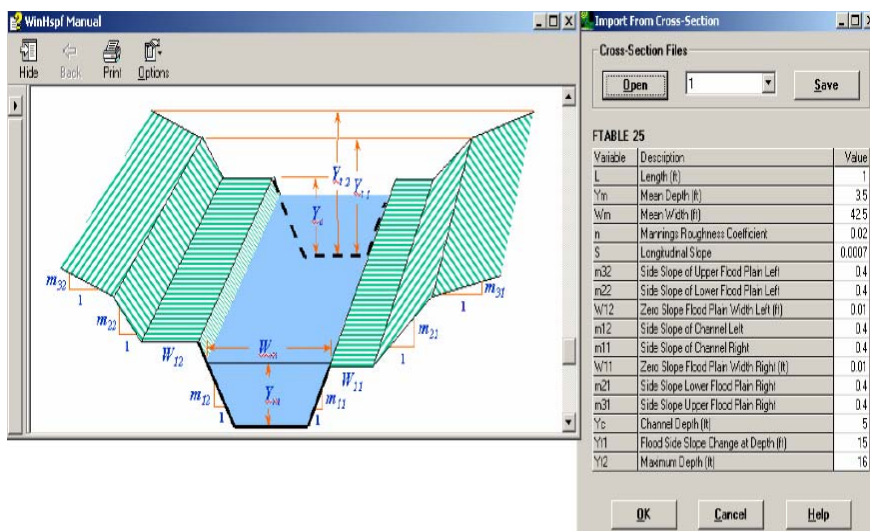 WinHspf Manual
Hide Back Print Options
Yt2
Yt1
Yc
m32
1
m22
1
W12
Wm
m12
1
Ym
m11
1
W11
m21
1
m31
1
Import From Cross-Section
Cross-Section Files
Open 1 Save
FTABLE 25
Variable Description Value
L Length (ft) 1
Ym Mean Depth (ft) 3.5
Wm Mean Width (ft) 42.5
n Mannings Roughness Coefficient 0.02
S Longitudinal Slope 0.0007
m32 Side Slope of Upper Flood Plain Left 0.4
m22 Side Slope of Lower Flood Plain Left 0.4
W12 Zero Slope Flood Plain Width Left (ft) 0.01
m12 Side Slope of Channel Left 0.4
m11 Side Slope of Channel Right 0.4
W11 Zero Slope Flood Plain Width Right (ft) 0.01
m21 Side Slope Lower Flood Plain Right 0.4
m31 Side Slope Upper Flood Plain Right 0.4
Yc Channel Depth (ft) 5
Yt1 Flood Side Slope Change at Depth (ft) 15
Yt2 Maximum Depth (ft) 16
OK Cancel Help